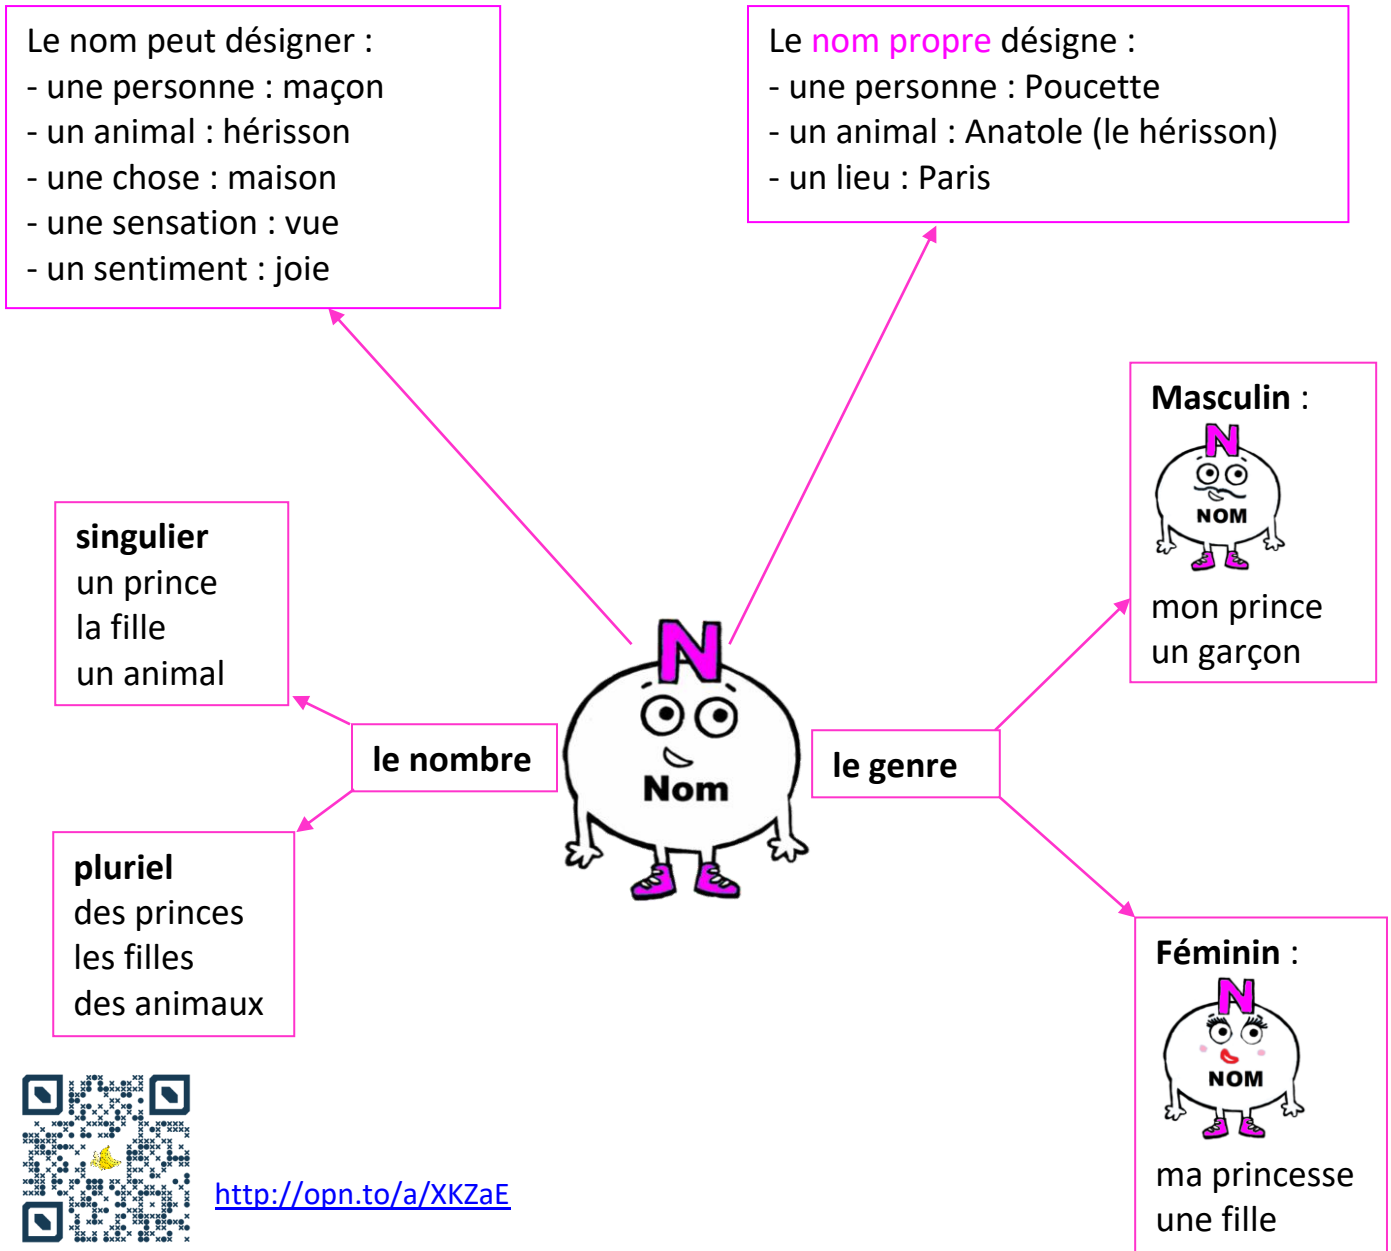 Le nom peut désigner :
- une personne : maçon
- un animal : hérisson
- une chose : maison
- une sensation : vue
- un sentiment : joie
Le nom propre désigne :
- une personne : Poucette
- un animal : Anatole (le hérisson)
- un lieu : Paris
Masculin :
N
NOM
mon prince
un garçon
singulier
un prince
la fille
un animal
N
Nom
le nombre
le genre
pluriel
des princes
les filles
des animaux
Féminin :
N
NOM
ma princesse
une fille
http://opn.to/a/XKZaE